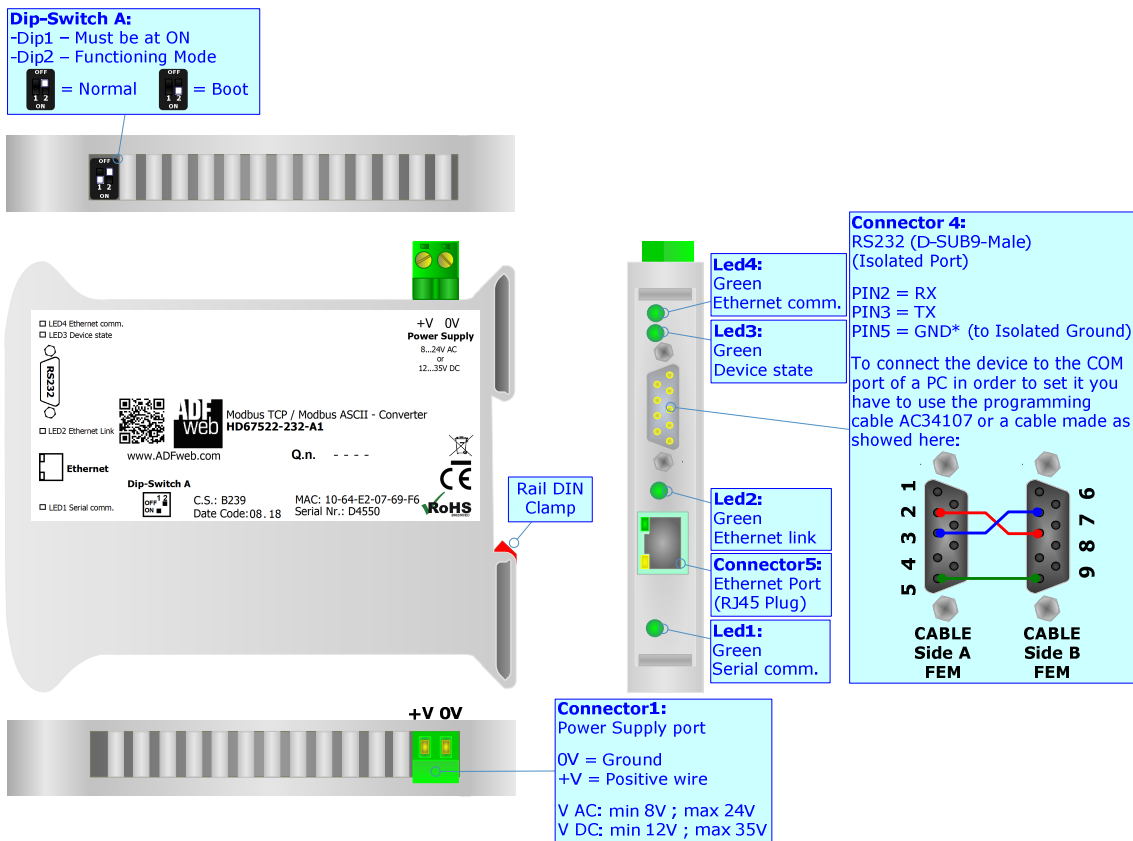 Dip-Switch A:
-Dip1 – Must be at ON
-Dip2 – Functioning Mode
OFF
1 2
ON
= Normal
OFF
1 2
ON
= Boot
OFF
1 2
ON
LED4 Ethernet comm.
LED3 Device state
RS232
LED2 Ethernet Link
Ethernet
LED1 Serial comm.
+V 0V
Power Supply
8...24V AC
or
12...35V DC
ADF
web
Modbus TCP / Modbus ASCII - Converter
HD67522-232-A1
www.ADFweb.com
Q.n. - - - -
Dip-Switch A
1 2
OFF
ON
C.S.: B239
Date Code:08.18
MAC: 10-64-E2-07-69-F6
Serial Nr.: D4550
CE
RoHS
Rail DIN
Clamp
Led4:
Green
Ethernet comm.
Led3:
Green
Device state
Led2:
Green
Ethernet link
Connector5:
Ethernet Port
(RJ45 Plug)
Led1:
Green
Serial comm.
Connector 4:
RS232 (D-SUB9-Male)
(Isolated Port)
PIN2 = RX
PIN3 = TX
PIN5 = GND* (to Isolated Ground)
To connect the device to the COM
port of a PC in order to set it you
have to use the programming
cable AC34107 or a cable made as
showed here:
1
2
3
4
5
6
7
8
9
CABLE
Side A
FEM
CABLE
Side B
FEM
+V 0V
Connector1:
Power Supply port
0V = Ground
+V = Positive wire
V AC: min 8V ; max 24V
V DC: min 12V ; max 35V